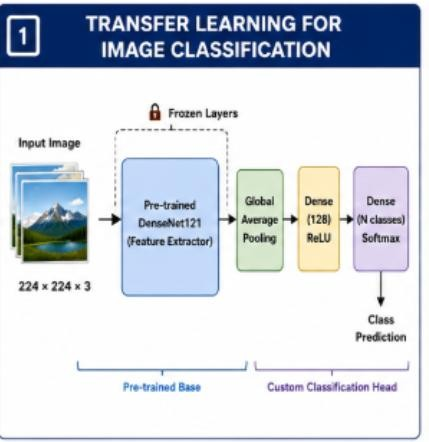 1
TRANSFER LEARNING FOR
IMAGE CLASSIFICATION
Frozen Layers
Input Image
224 × 224 × 3
Pre-trained
DenseNet121
(Feature Extractor)
Global
Average
Pooling
Dense
(128)
ReLU
Dense
(N classes)
Softmax
Class
Prediction
Pre-trained Base
Custom Classification Head